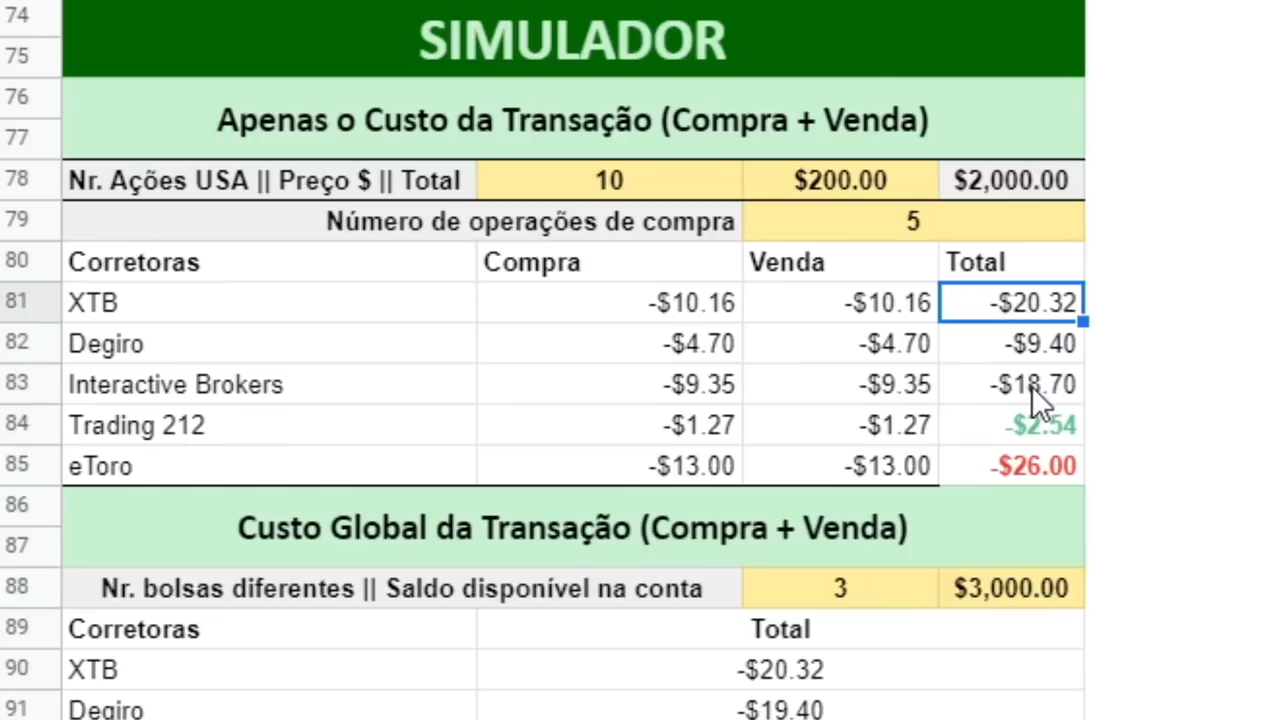 74
75
SIMULADOR
76
77
Apenas o Custo da Transação (Compra + Venda)
78 Nr. Ações USA || Preço $ || Total 10 $200.00 $2,000.00
79 Número de operações de compra 5
80 Corretoras Compra Venda Total
81 XTB -$10.16 -$10.16 -$20.32
82 Degiro -$4.70 -$4.70 -$9.40
83 Interactive Brokers -$9.35 -$9.35 -$18.70
84 Trading 212 -$1.27 -$1.27 -$2.54
85 eToro -$13.00 -$13.00 -$26.00
86
87
Custo Global da Transação (Compra + Venda)
88 Nr. bolsas diferentes || Saldo disponível na conta 3 $3,000.00
89 Corretoras Total
90 XTB -$20.32
91 Degiro -$19.40